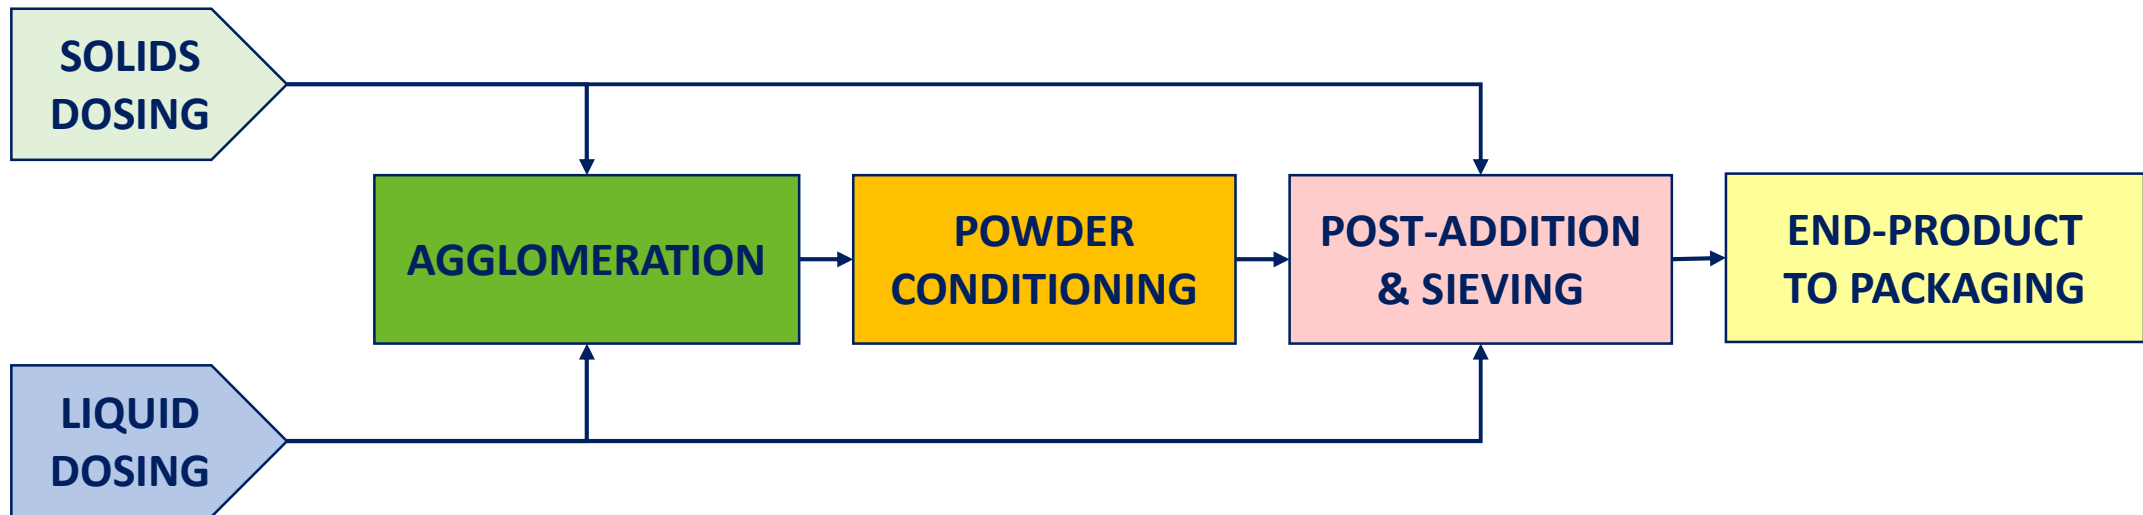 SOLIDS
DOSING
AGGLOMERATION
POWDER
CONDITIONING
POST-ADDITION
& SIEVING
END-PRODUCT
TO PACKAGING
LIQUID
DOSING